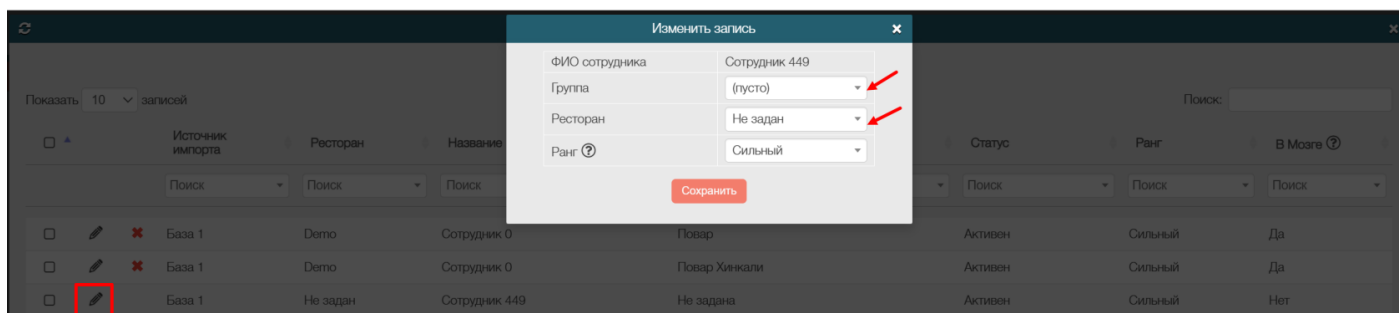 Изменить запись
ФИО сотрудника Сотрудник 449
Группа (пусто)
Ресторан Не задан
Ранг Сильный
Сохранить
Показать 10 записей Поиск:
Источник импорта Ресторан Название Статус Ранг В Мозге
Поиск Поиск Поиск Поиск Поиск Поиск
База 1 Demo Сотрудник 0 Повар Активен Сильный Да
База 1 Demo Сотрудник 0 Повар Хинкали Активен Сильный Да
База 1 Не задан Сотрудник 449 Не задана Активен Сильный Нет